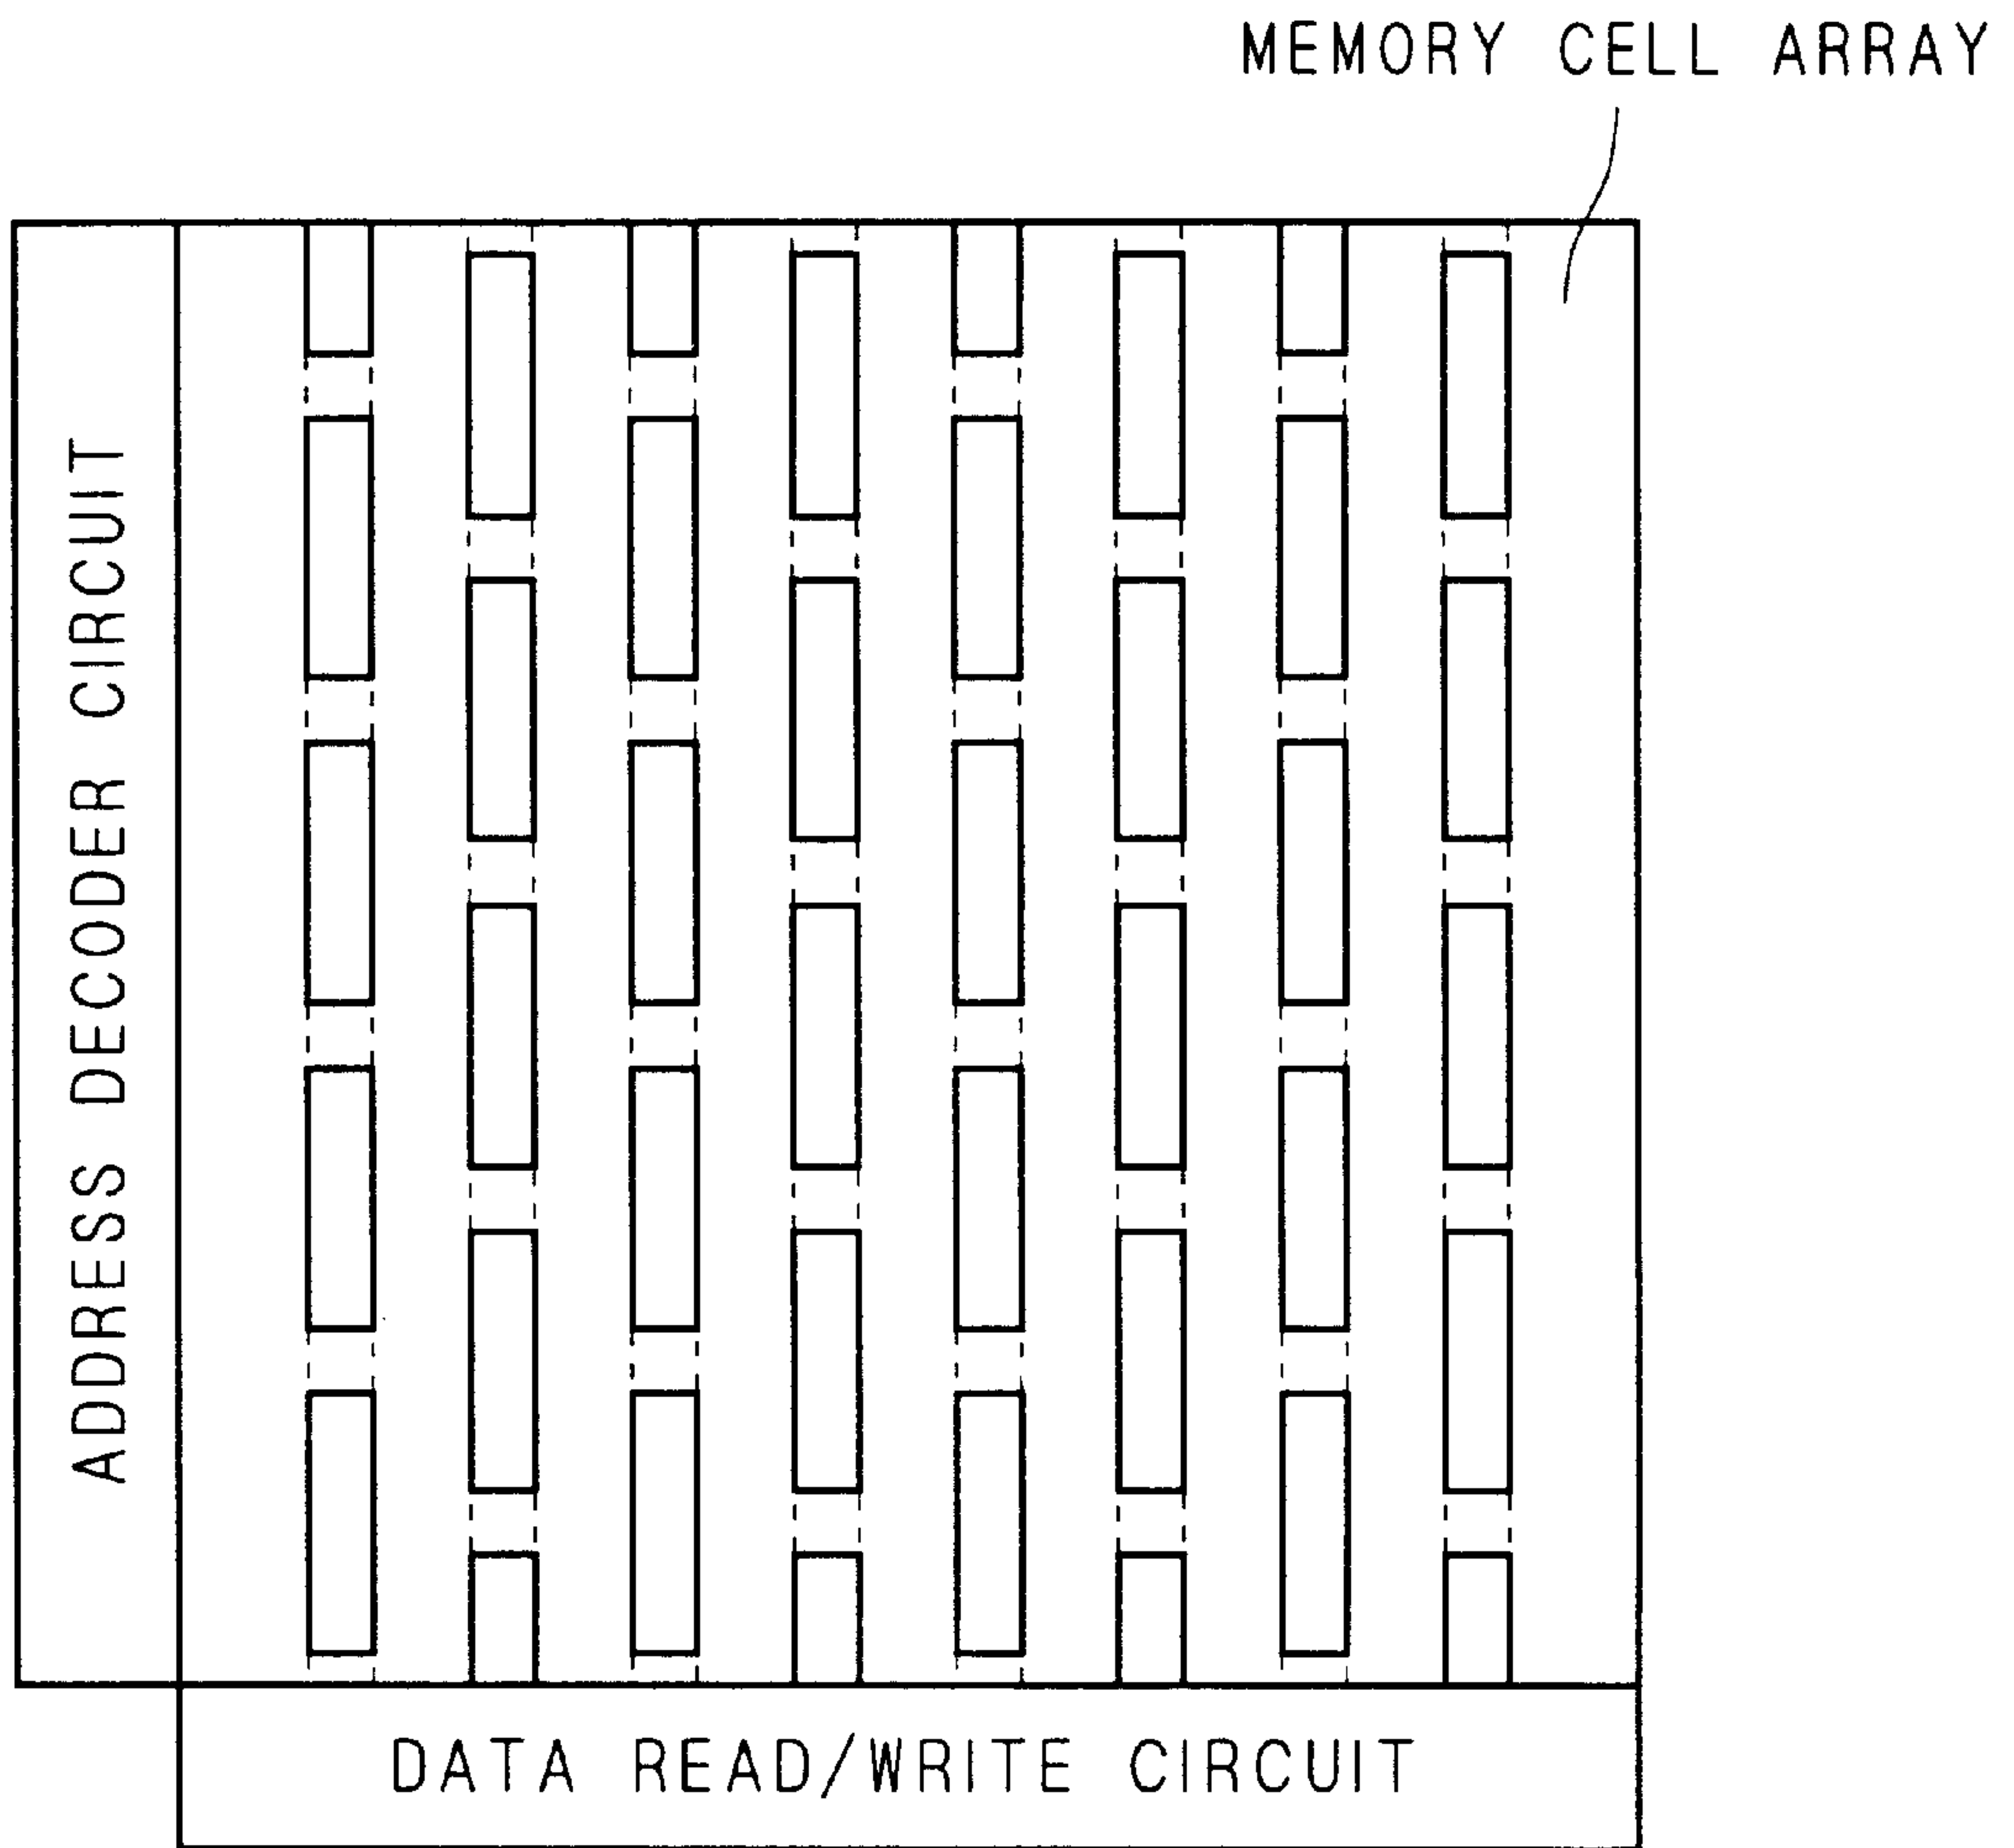 MEMORY CELL ARRAY
ADDRESS DECODER CIRCUIT
DATA READ/WRITE CIRCUIT